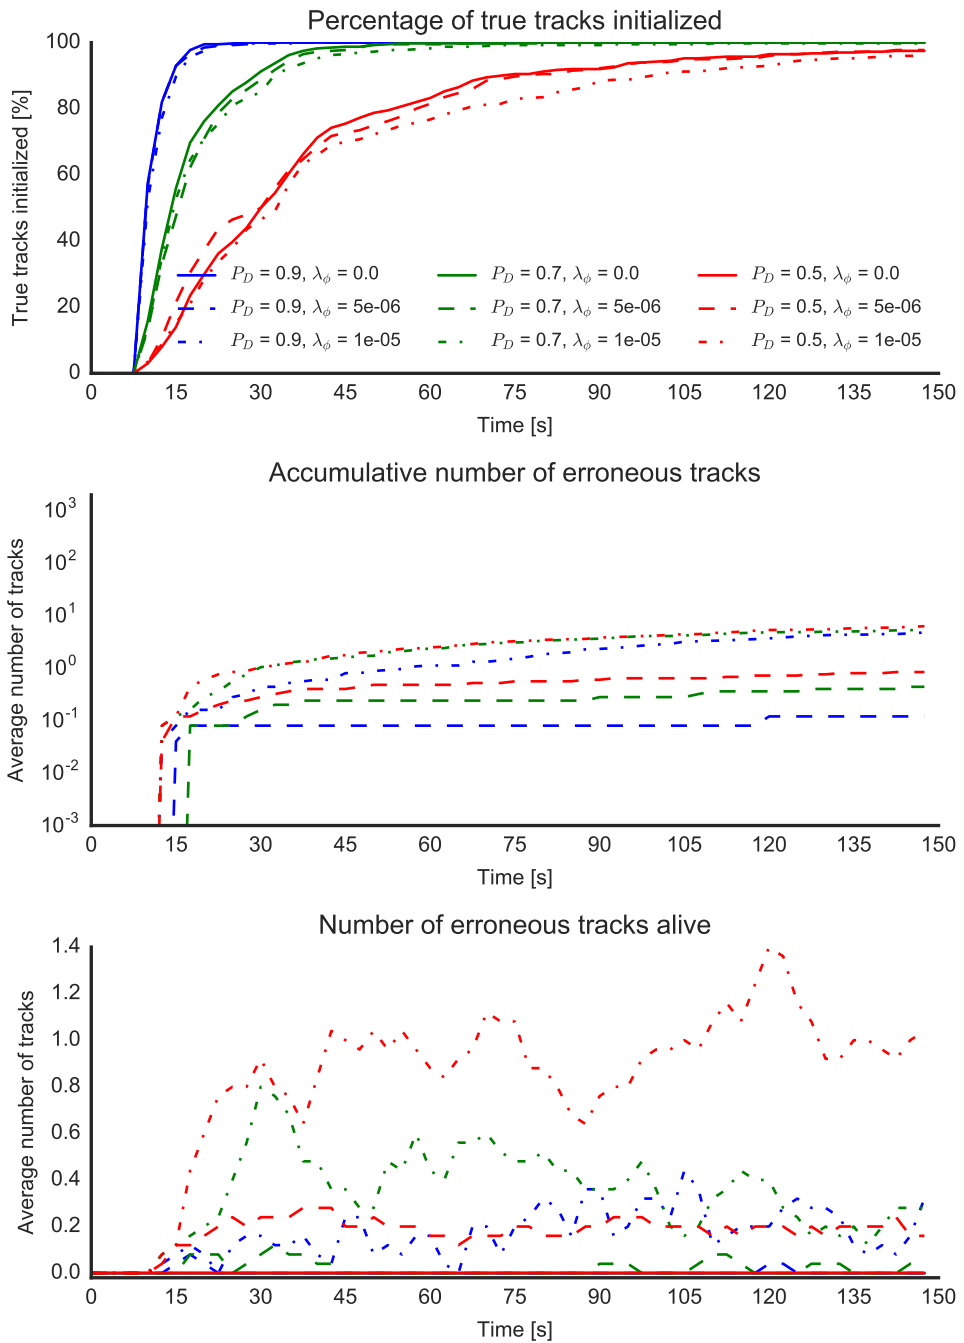 Percentage of true tracks initialized
True tracks initialized [%]
100
80
60
40
20
0
P_D = 0.9, λ_ϕ = 0.0
P_D = 0.7, λ_ϕ = 0.0
P_D = 0.5, λ_ϕ = 0.0
P_D = 0.9, λ_ϕ = 5e-06
P_D = 0.7, λ_ϕ = 5e-06
P_D = 0.5, λ_ϕ = 5e-06
P_D = 0.9, λ_ϕ = 1e-05
P_D = 0.7, λ_ϕ = 1e-05
P_D = 0.5, λ_ϕ = 1e-05
0 15 30 45 60 75 90 105 120 135 150
Time [s]
Accumulative number of erroneous tracks
Average number of tracks
10^3
10^2
10^1
10^0
10^-1
10^-2
10^-3
0 15 30 45 60 75 90 105 120 135 150
Time [s]
Number of erroneous tracks alive
Average number of tracks
1.4
1.2
1.0
0.8
0.6
0.4
0.2
0.0
0 15 30 45 60 75 90 105 120 135 150
Time [s]